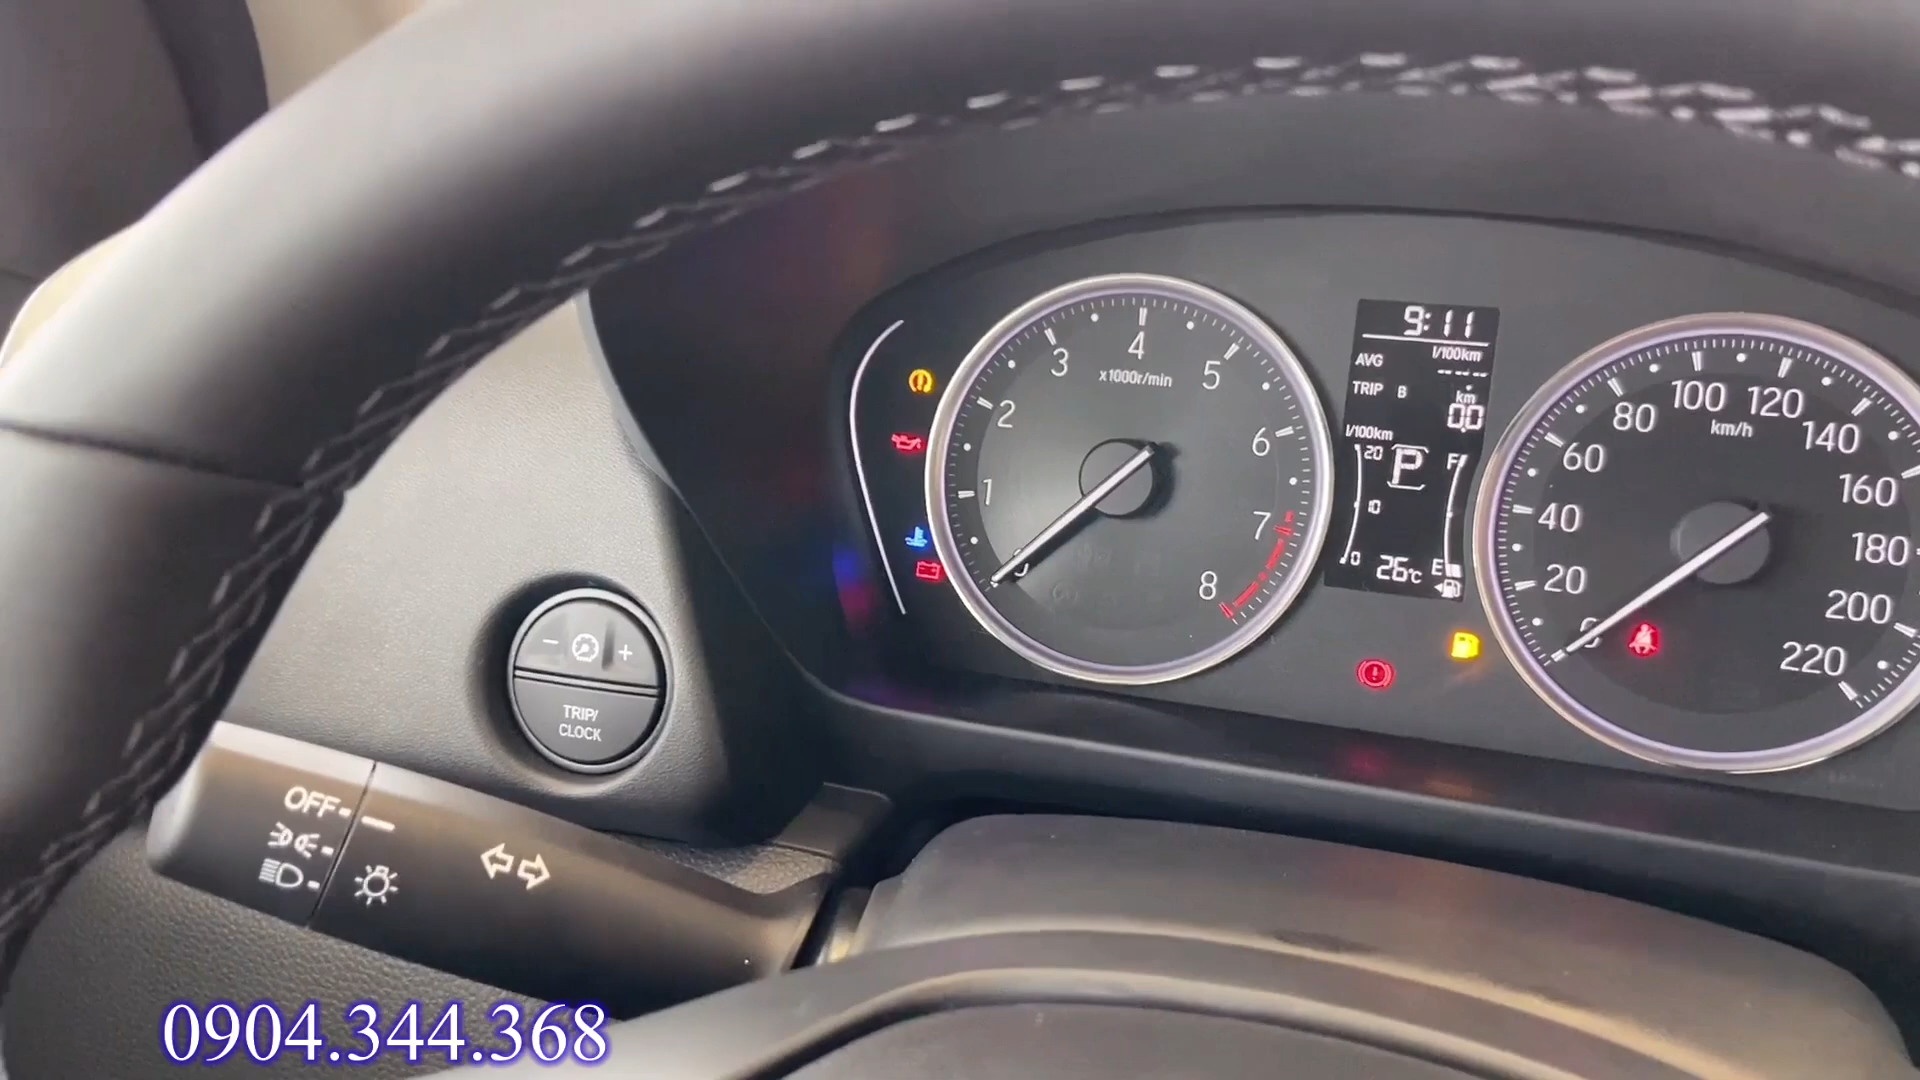 9:11
AVG l/100km
----
TRIP B km
0.0
l/100km
20 P F
10
0 26°C E
0 1 2 3 4 5 6 7 8
x1000r/min
0 20 40 60 80 100 120 140 160 180 200 220
km/h
- +
TRIP/
CLOCK
OFF
0904.344.368